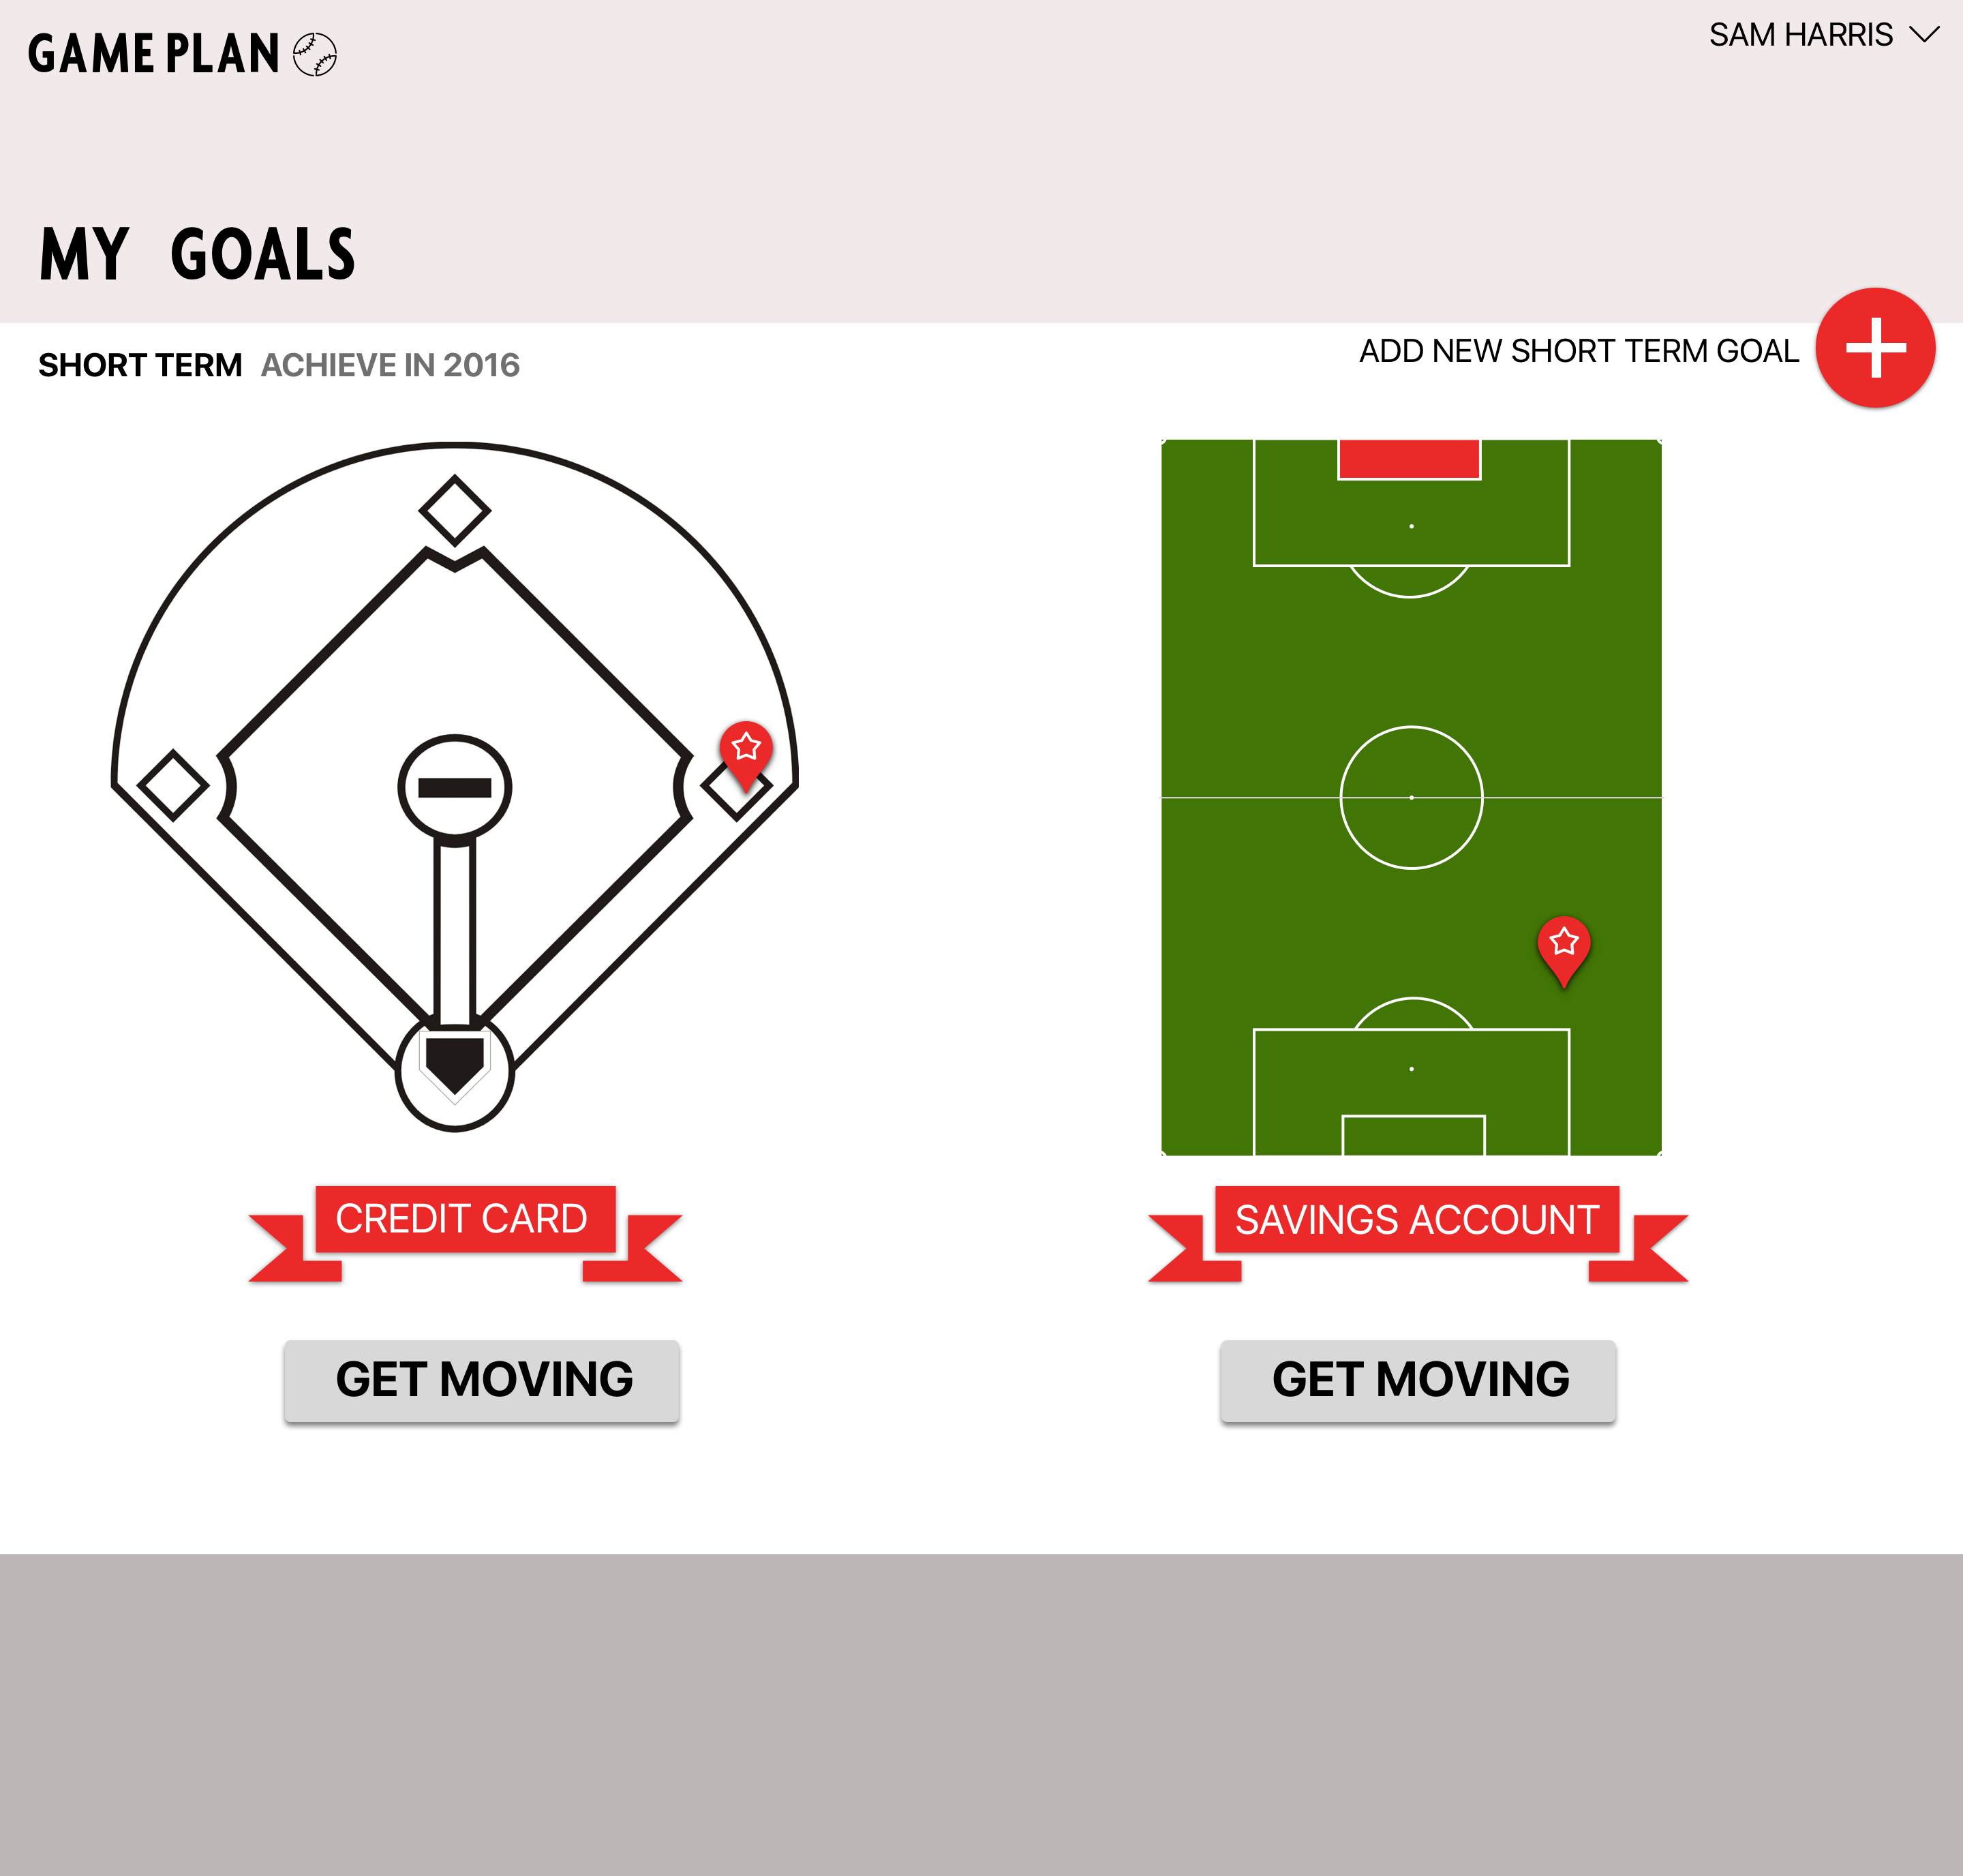 GAME PLAN
SAM HARRIS
MY GOALS
SHORT TERM ACHIEVE IN 2016
ADD NEW SHORT TERM GOAL
CREDIT CARD
SAVINGS ACCOUNT
GET MOVING
GET MOVING